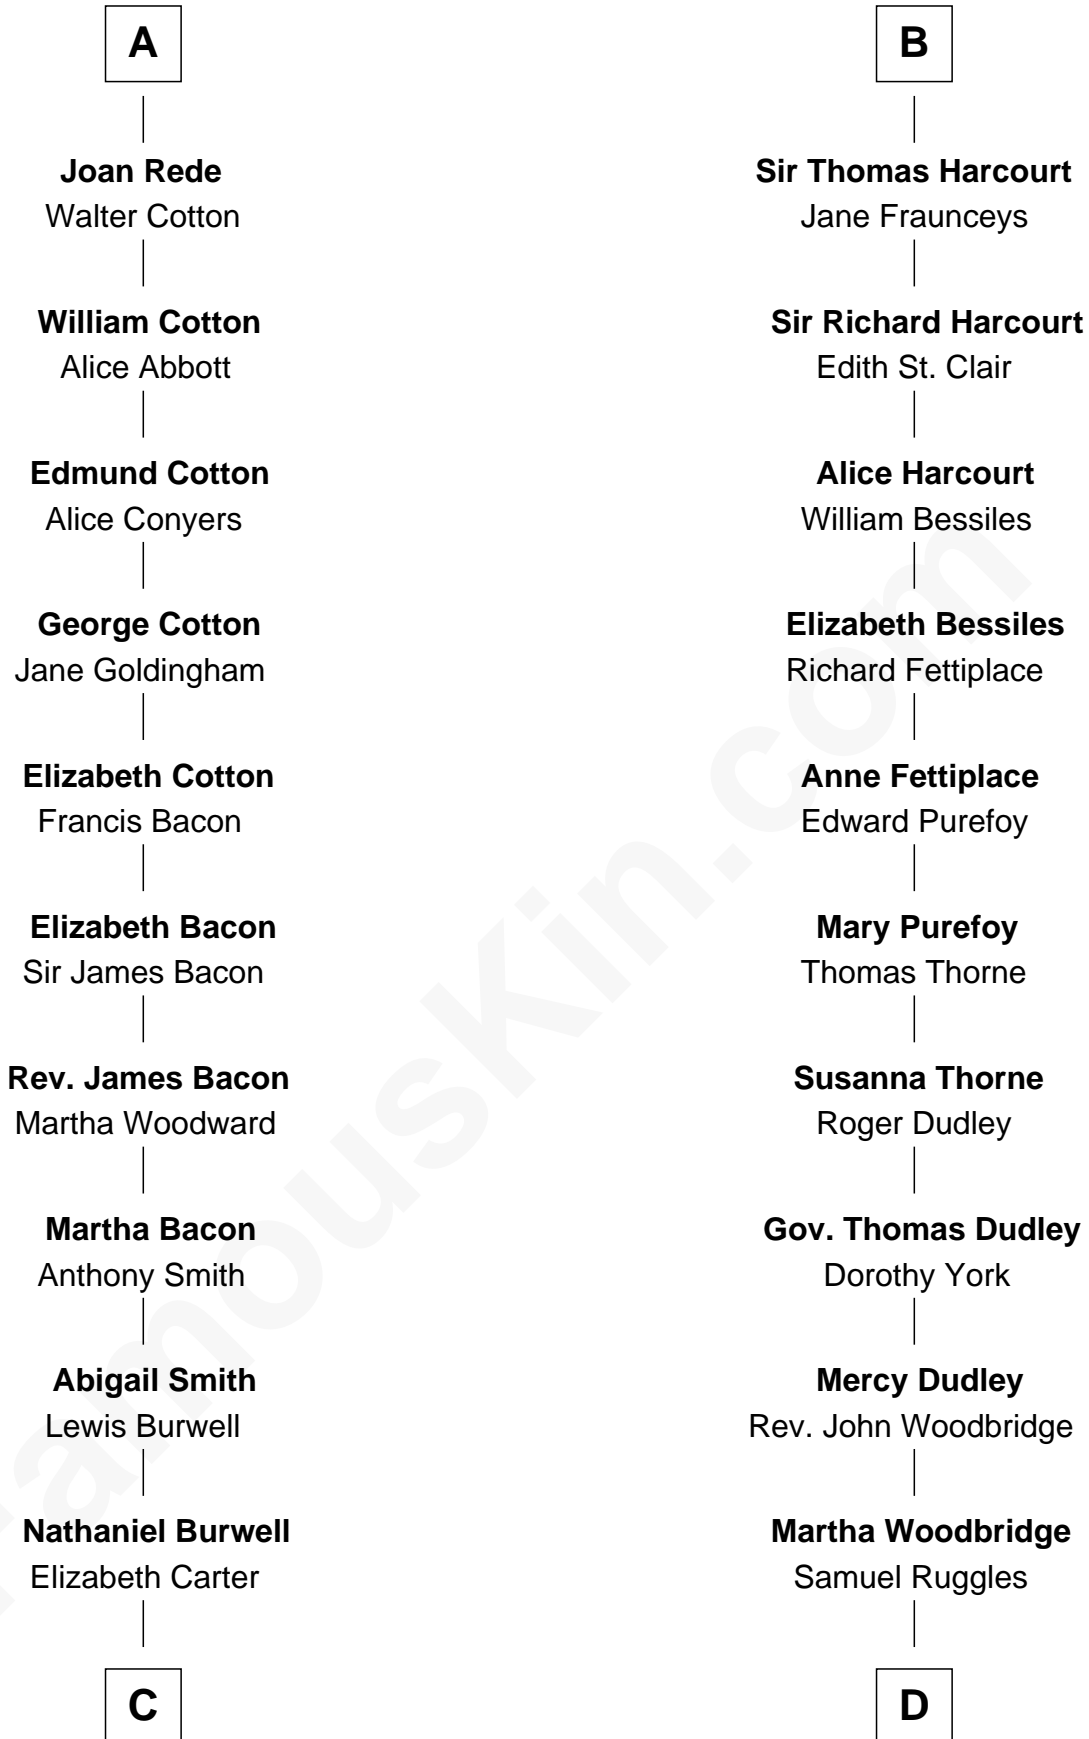 A
Joan Rede
Walter Cotton
William Cotton
Alice Abbott
Edmund Cotton
Alice Conyers
George Cotton
Jane Goldingham
Elizabeth Cotton
Francis Bacon
Elizabeth Bacon
Sir James Bacon
Rev. James Bacon
Martha Woodward
Martha Bacon
Anthony Smith
Abigail Smith
Lewis Burwell
Nathaniel Burwell
Elizabeth Carter
C
B
Sir Thomas Harcourt
Jane Fraunceys
Sir Richard Harcourt
Edith St. Clair
Alice Harcourt
William Bessiles
Elizabeth Bessiles
Richard Fettiplace
Anne Fettiplace
Edward Purefoy
Mary Purefoy
Thomas Thorne
Susanna Thorne
Roger Dudley
Gov. Thomas Dudley
Dorothy York
Mercy Dudley
Rev. John Woodbridge
Martha Woodbridge
Samuel Ruggles
D
FamousKin.com